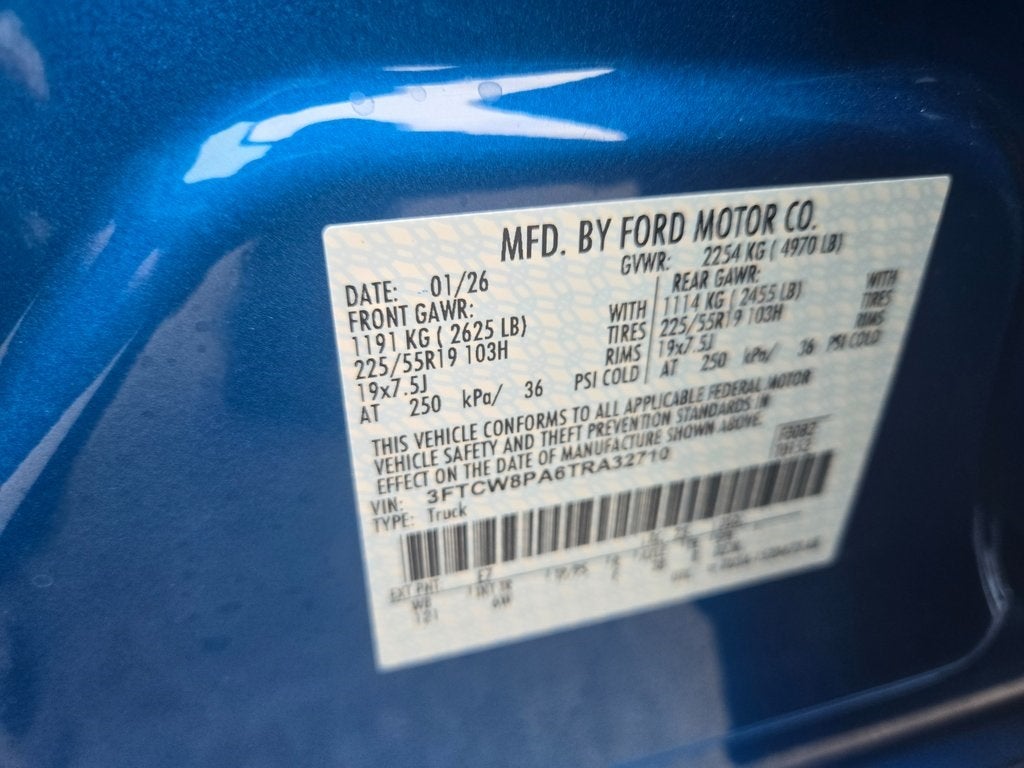 MFD. BY FORD MOTOR CO.
DATE: 01/26
GVWR: 2254 KG ( 4970 LB)
FRONT GAWR:
1191 KG ( 2625 LB) WITH
225/55R19 103H TIRES
19x7.5J RIMS
AT 250 kPa/ 36 PSI COLD
REAR GAWR:
1114 KG ( 2455 LB) WITH
225/55R19 103H TIRES
19x7.5J RIMS
AT 250 kPa/ 36 PSI COLD
THIS VEHICLE CONFORMS TO ALL APPLICABLE FEDERAL MOTOR
VEHICLE SAFETY AND THEFT PREVENTION STANDARDS IN
EFFECT ON THE DATE OF MANUFACTURE SHOWN ABOVE.
VIN: 3FTCW8PA6TRA32710
TYPE: Truck
EXT PNT